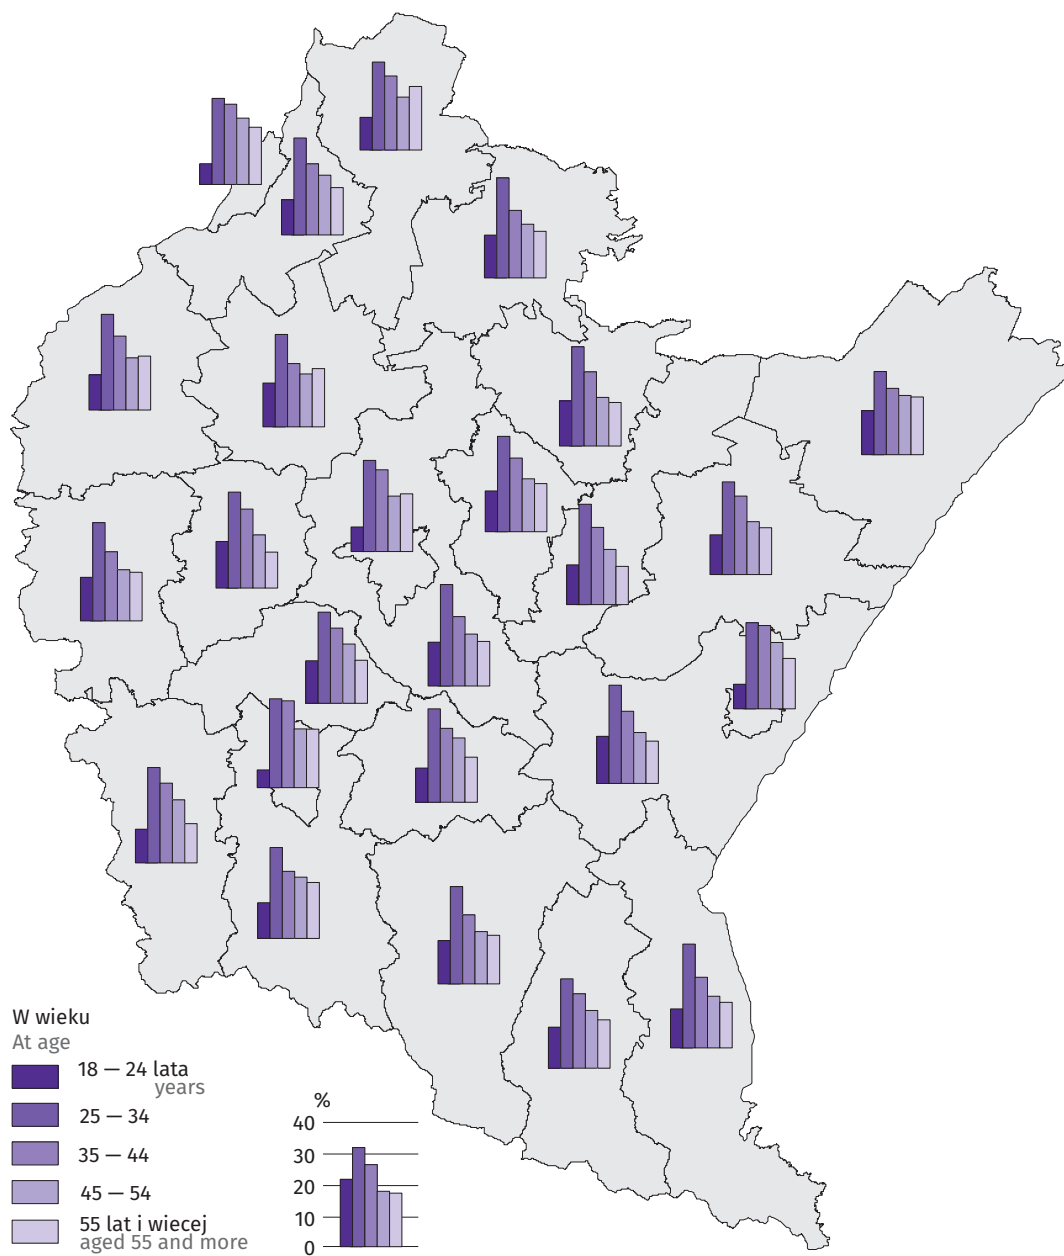 W wieku
At age
18 — 24 lata
years
25 — 34
35 — 44
45 — 54
55 lat i wiecej
aged 55 and more
%
40
30
20
10
0